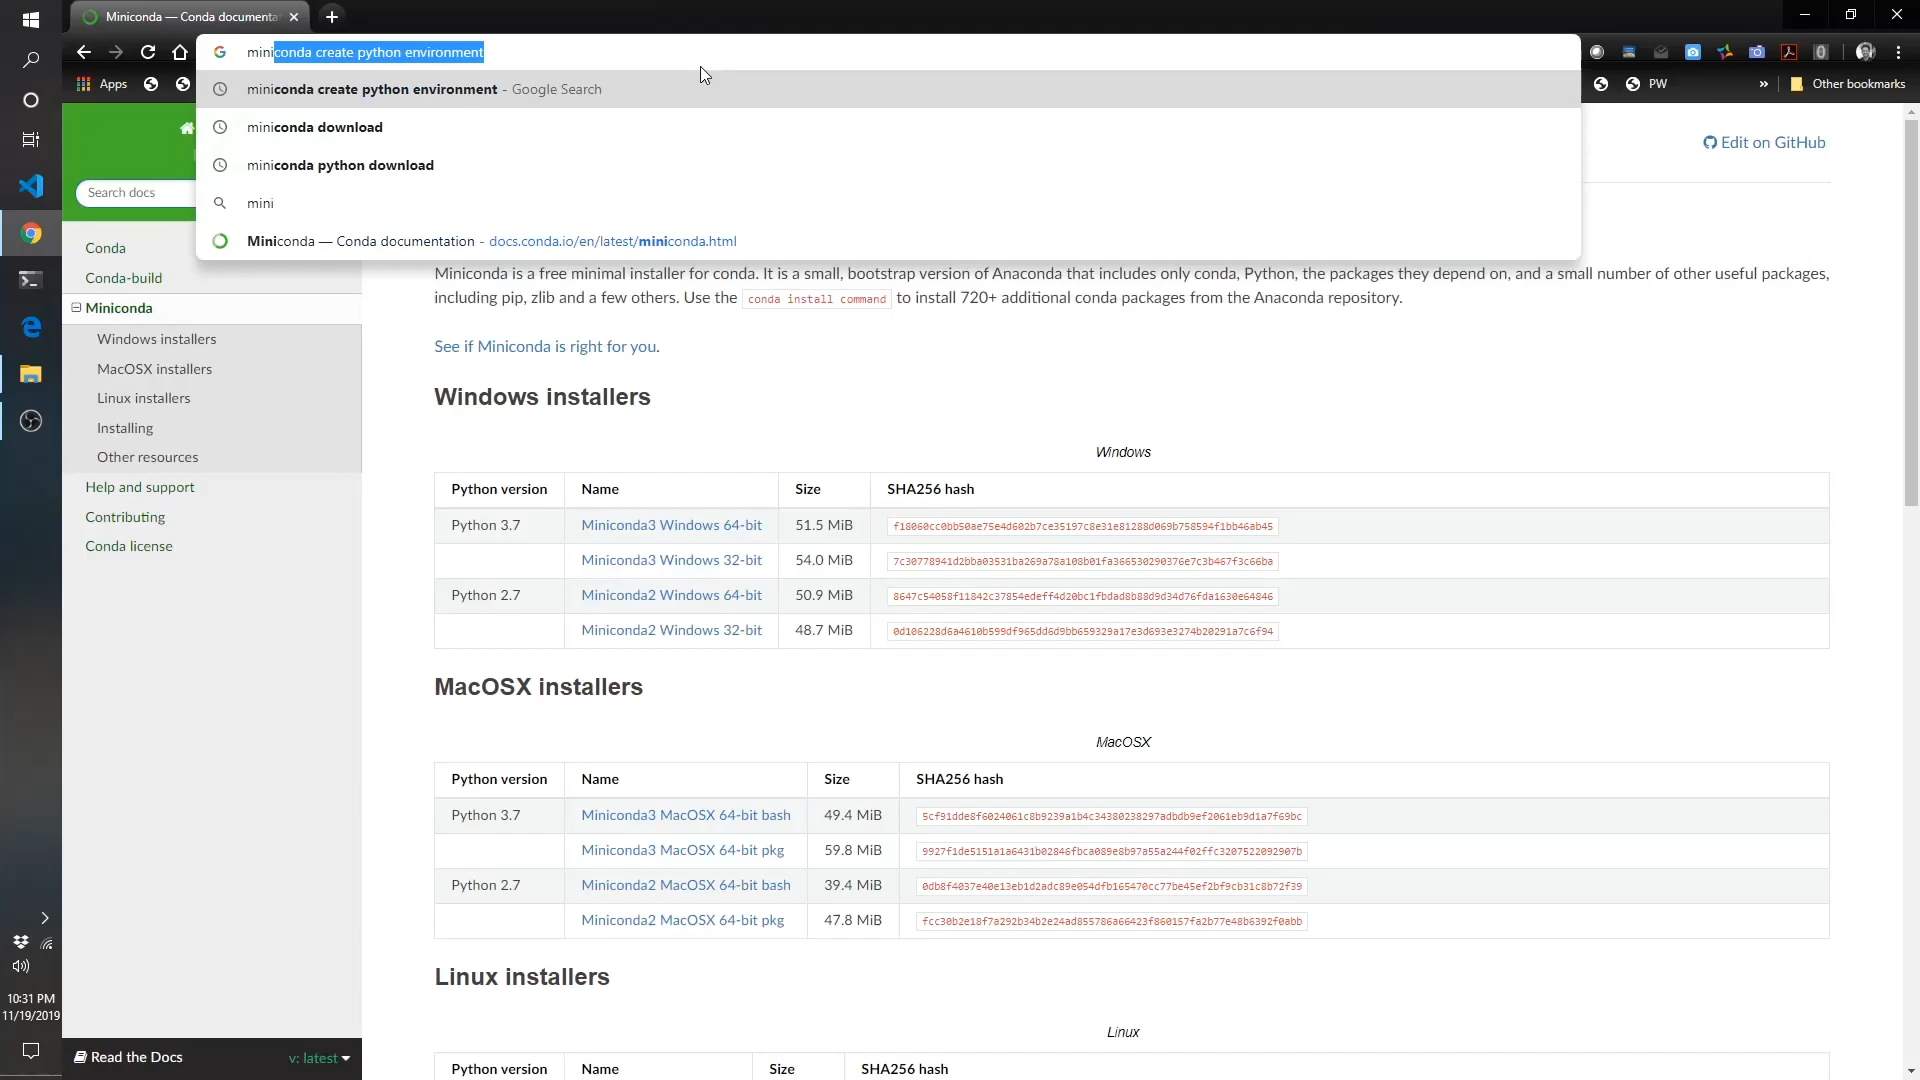 Miniconda — Conda documenta
miniconda create python environment
miniconda create python environment - Google Search
miniconda download
miniconda python download
mini
Miniconda — Conda documentation - docs.conda.io/en/latest/miniconda.html
Apps
PW
»
Other bookmarks
Search docs
Edit on GitHub
Conda
Conda-build
Miniconda
Windows installers
MacOSX installers
Linux installers
Installing
Other resources
Help and support
Contributing
Conda license
Read the Docs
v: latest
Miniconda is a free minimal installer for conda. It is a small, bootstrap version of Anaconda that includes only conda, Python, the packages they depend on, and a small number of other useful packages,
including pip, zlib and a few others. Use the conda install command to install 720+ additional conda packages from the Anaconda repository.
See if Miniconda is right for you.
Windows installers
Windows
Python version Name Size SHA256 hash
Python 3.7 Miniconda3 Windows 64-bit 51.5 MiB f18060cc0bb50ae75e4d602b7ce35197c8e31e81288d069b758594f1bb46ab45
Miniconda3 Windows 32-bit 54.0 MiB 7c30778941d2bba03531ba269a78a108b01fa366530290376e7c3b467f3c66ba
Python 2.7 Miniconda2 Windows 64-bit 50.9 MiB 8647c54058f11842c37854edeff4d20bc1fbdad8b88d9d34d76fda1630e64846
Miniconda2 Windows 32-bit 48.7 MiB 0d106228d6a4610b599df965dd6d9bb659329a17e3d693e3274b20291a7c6f94
MacOSX installers
MacOSX
Python version Name Size SHA256 hash
Python 3.7 Miniconda3 MacOSX 64-bit bash 49.4 MiB 5cf91dde8f6024061c8b9239a1b4c34380238297adbdb9ef2061eb9d1a7f69bc
Miniconda3 MacOSX 64-bit pkg 59.8 MiB 9927f1de5151a1a6431b02846fbca089e8b97a55a244f02ffc3207522092907b
Python 2.7 Miniconda2 MacOSX 64-bit bash 39.4 MiB 0db8f4037e40e13eb1d2adc89e054dfb165470cc77be45ef2bf9cb31c8b72f39
Miniconda2 MacOSX 64-bit pkg 47.8 MiB fcc30b2e18f7a292b34b2e24ad855786a66423f860157fa2b77e48b6392f0abb
Linux installers
Linux
Python version Name Size SHA256 hash
10:31 PM
11/19/2019